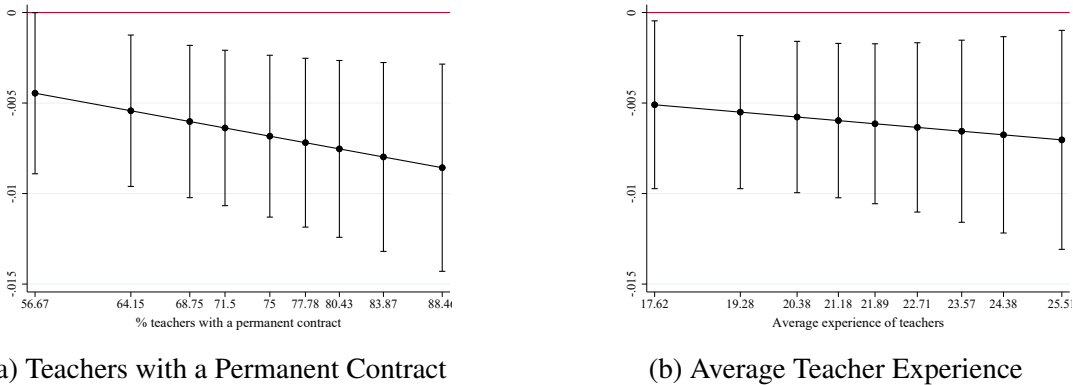 -0
-.005
-.01
-.015
56.67 64.15 68.75 71.5 75 77.78 80.43 83.87 88.46
% teachers with a permanent contract
-0
-.005
-.01
-.015
17.62 19.28 20.38 21.18 21.89 22.71 23.57 24.38 25.51
Average experience of teachers
a) Teachers with a Permanent Contract
(b) Average Teacher Experience